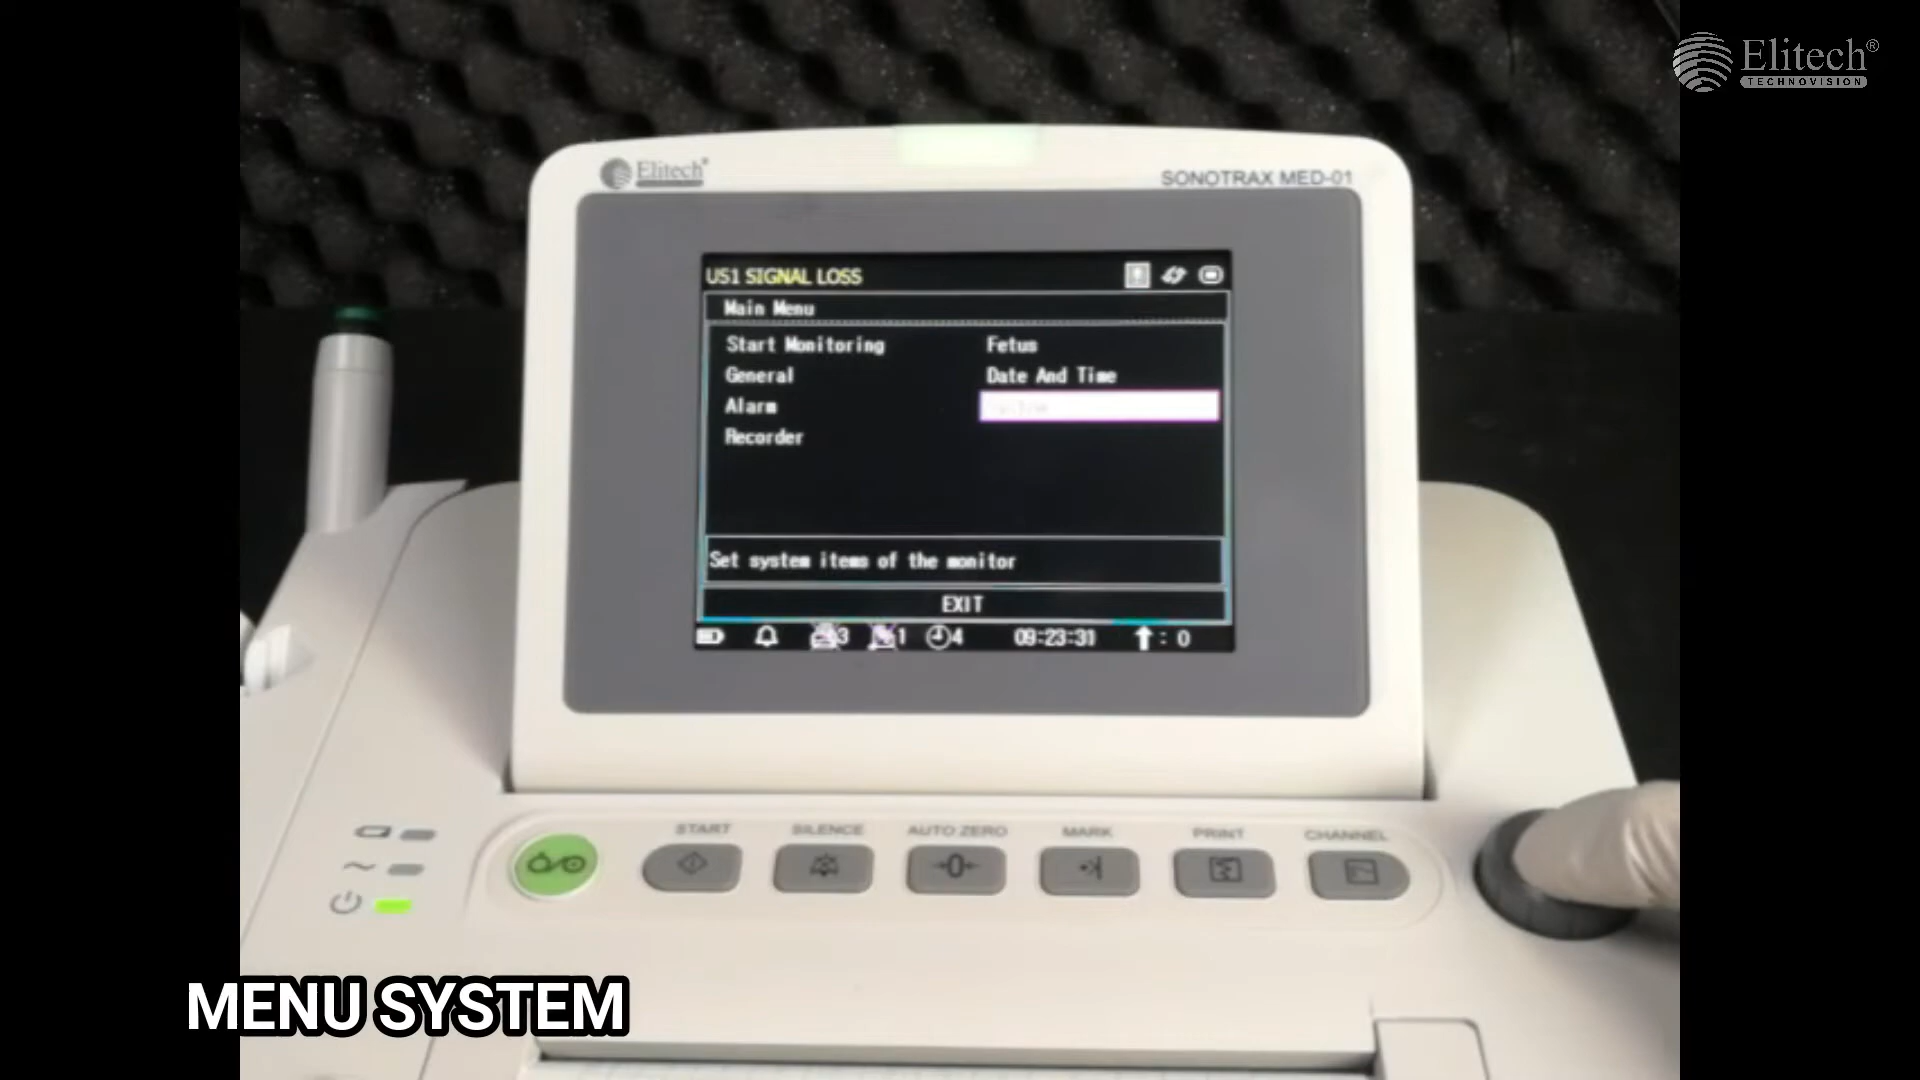 Elitech®
TECHNOVISION
Elitech®
SONOTRAX MED-01
US1 SIGNAL LOSS
Main Menu
Start Monitoring
Fetus
General
Date And Time
Alarm
Recorder
Set system items of the monitor
EXIT
3
1
4
09:23:31
: 0
START
SILENCE
AUTO ZERO
MARK
PRINT
CHANNEL
MENU SYSTEM